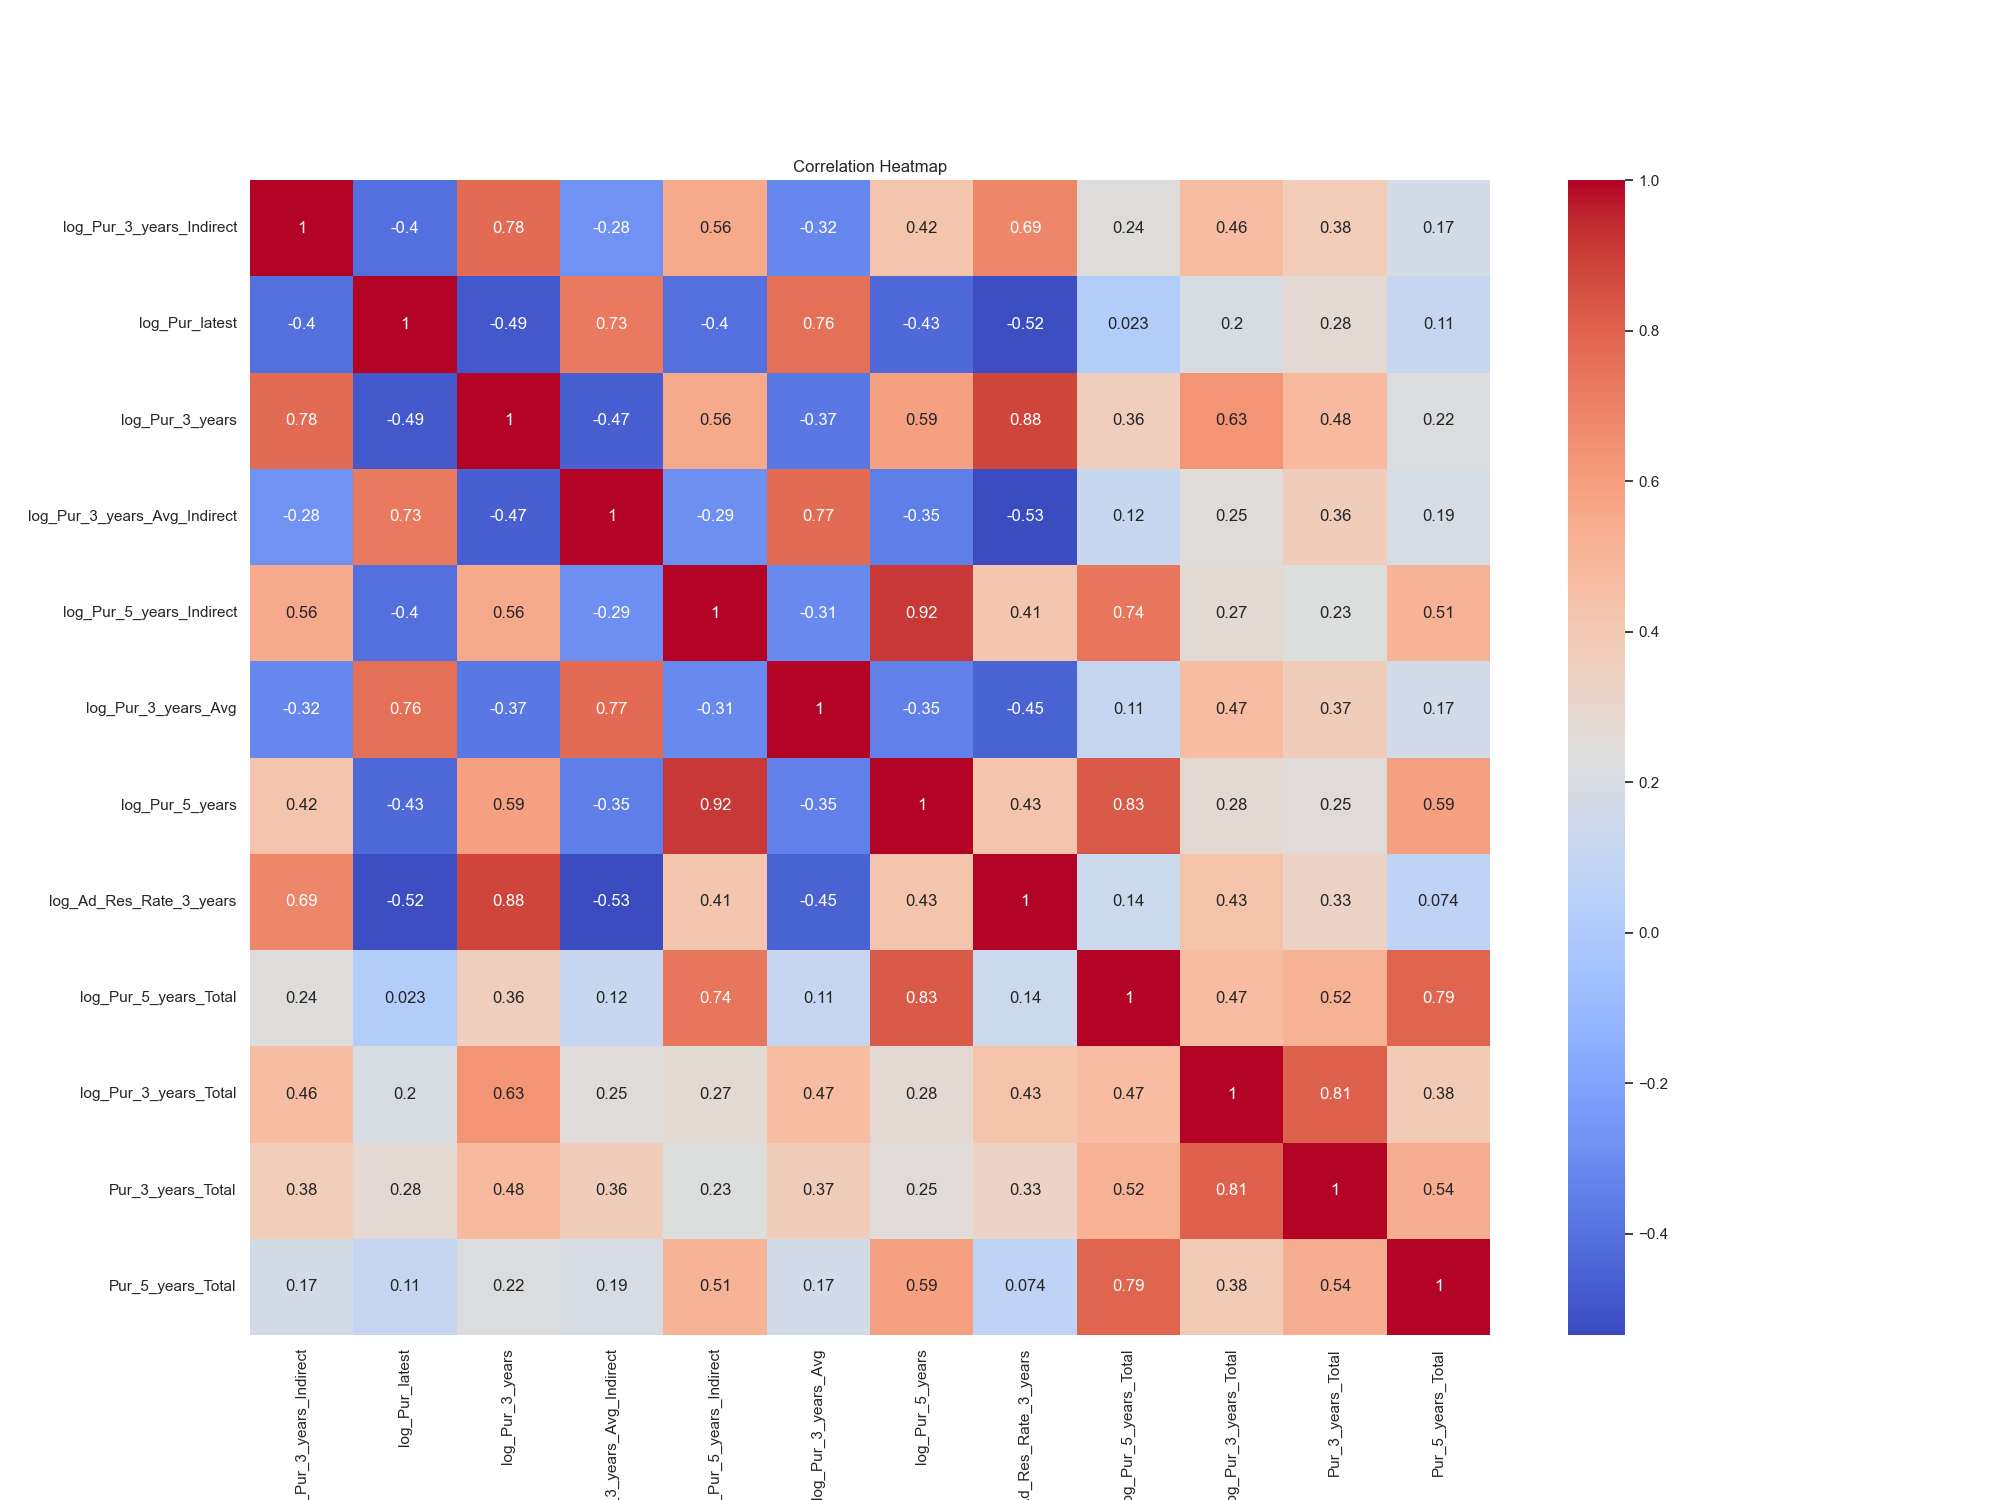 Correlation Heatmap
log_Pur_3_years_Indirect 1 -0.4 0.78 -0.28 0.56 -0.32 0.42 0.69 0.24 0.46 0.38 0.17
log_Pur_latest -0.4 1 -0.49 0.73 -0.4 0.76 -0.43 -0.52 0.023 0.2 0.28 0.11
log_Pur_3_years 0.78 -0.49 1 -0.47 0.56 -0.37 0.59 0.88 0.36 0.63 0.48 0.22
log_Pur_3_years_Avg_Indirect -0.28 0.73 -0.47 1 -0.29 0.77 -0.35 -0.53 0.12 0.25 0.36 0.19
log_Pur_5_years_Indirect 0.56 -0.4 0.56 -0.29 1 -0.31 0.92 0.41 0.74 0.27 0.23 0.51
log_Pur_3_years_Avg -0.32 0.76 -0.37 0.77 -0.31 1 -0.35 -0.45 0.11 0.47 0.37 0.17
log_Pur_5_years 0.42 -0.43 0.59 -0.35 0.92 -0.35 1 0.43 0.83 0.28 0.25 0.59
log_Ad_Res_Rate_3_years 0.69 -0.52 0.88 -0.53 0.41 -0.45 0.43 1 0.14 0.43 0.33 0.074
log_Pur_5_years_Total 0.24 0.023 0.36 0.12 0.74 0.11 0.83 0.14 1 0.47 0.52 0.79
log_Pur_3_years_Total 0.46 0.2 0.63 0.25 0.27 0.47 0.28 0.43 0.47 1 0.81 0.38
Pur_3_years_Total 0.38 0.28 0.48 0.36 0.23 0.37 0.25 0.33 0.52 0.81 1 0.54
Pur_5_years_Total 0.17 0.11 0.22 0.19 0.51 0.17 0.59 0.074 0.79 0.38 0.54 1
_Pur_3_years_Indirect
log_Pur_latest
log_Pur_3_years
_3_years_Avg_Indirect
_Pur_5_years_Indirect
log_Pur_3_years_Avg
log_Pur_5_years
d_Res_Rate_3_years
og_Pur_5_years_Total
og_Pur_3_years_Total
Pur_3_years_Total
Pur_5_years_Total
1.0
0.8
0.6
0.4
0.2
0.0
−0.2
−0.4